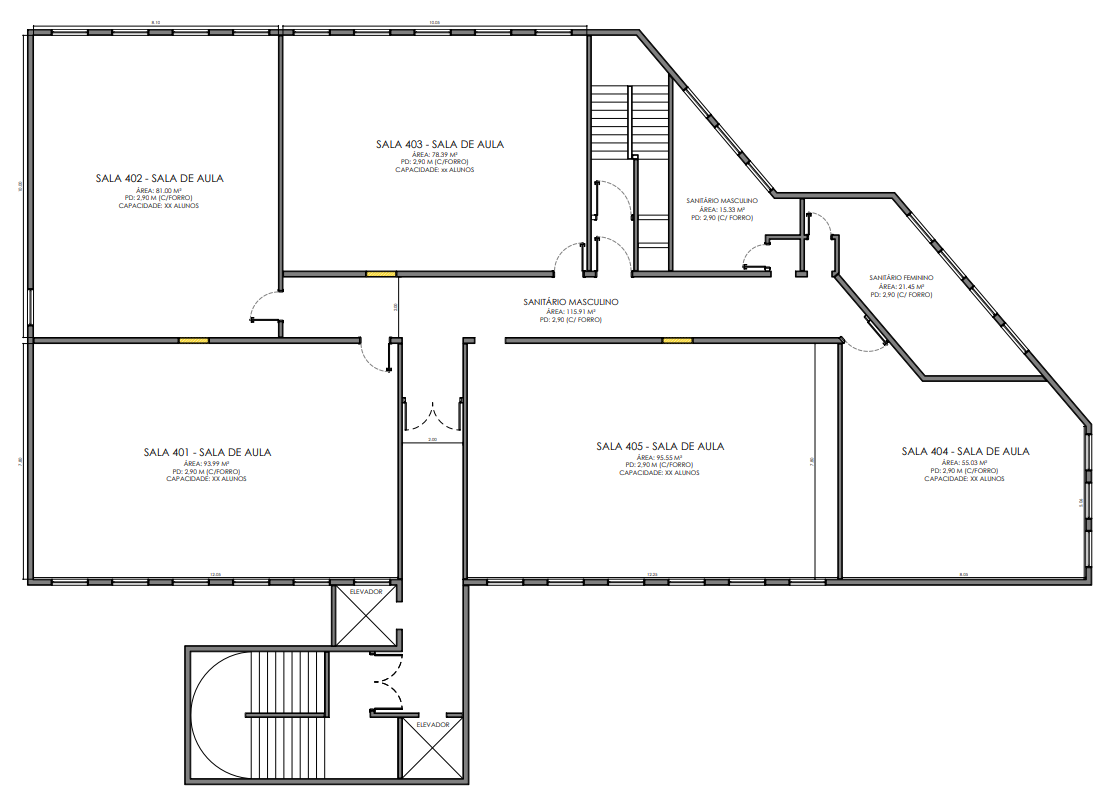 8.10
10.05
SALA 403 - SALA DE AULA
ÁREA: 78.39 M²
PD: 2,90 M (C/FORRO)
CAPACIDADE: xx ALUNOS
SALA 402 - SALA DE AULA
ÁREA: 81.00 M²
PD: 2,90 M (C/FORRO)
CAPACIDADE: XX ALUNOS
SANITÁRIO MASCULINO
ÁREA: 15.33 M²
PD: 2,90 (C/ FORRO)
SANITÁRIO FEMININO
ÁREA: 21.45 M²
PD: 2,90 (C/ FORRO)
SANITÁRIO MASCULINO
ÁREA: 115.91 M²
PD: 2,90 (C/ FORRO)
2.00
SALA 401 - SALA DE AULA
ÁREA: 93.99 M²
PD: 2,90 M (C/FORRO)
CAPACIDADE: XX ALUNOS
SALA 405 - SALA DE AULA
ÁREA: 95.55 M²
PD: 2,90 M (C/FORRO)
CAPACIDADE: XX ALUNOS
SALA 404 - SALA DE AULA
ÁREA: 55.03 M²
PD: 2,90 M (C/FORRO)
CAPACIDADE: XX ALUNOS
12.05
12.25
8.05
ELEVADOR
ELEVADOR